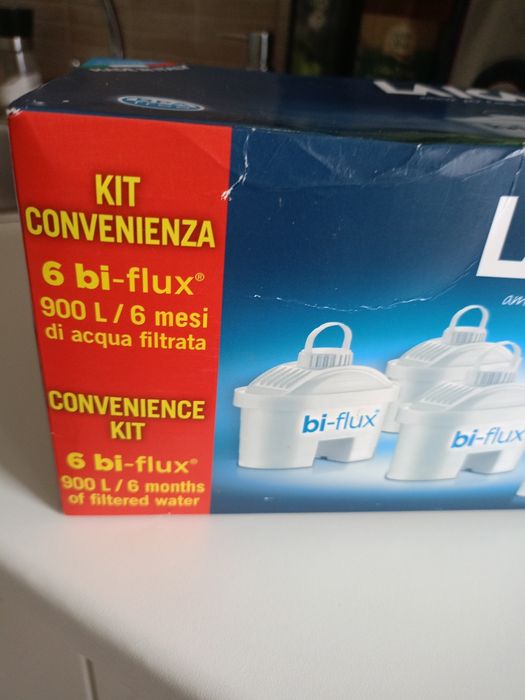 KIT
CONVENIENZA
6 bi-flux®
900 L / 6 mesi
di acqua filtrata
CONVENIENCE
KIT
6 bi-flux®
900 L / 6 months
of filtered water
bi-flux
bi-flux